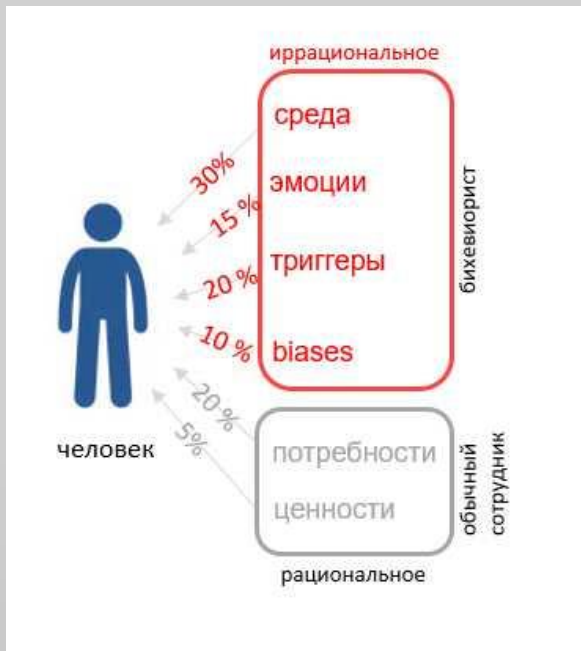 иррациональное
среда
30%
эмоции
15 %
триггеры
20 %
biases
10 %
бихевиорист
человек
20 %
потребности
5%
ценности
обычный
сотрудник
рациональное